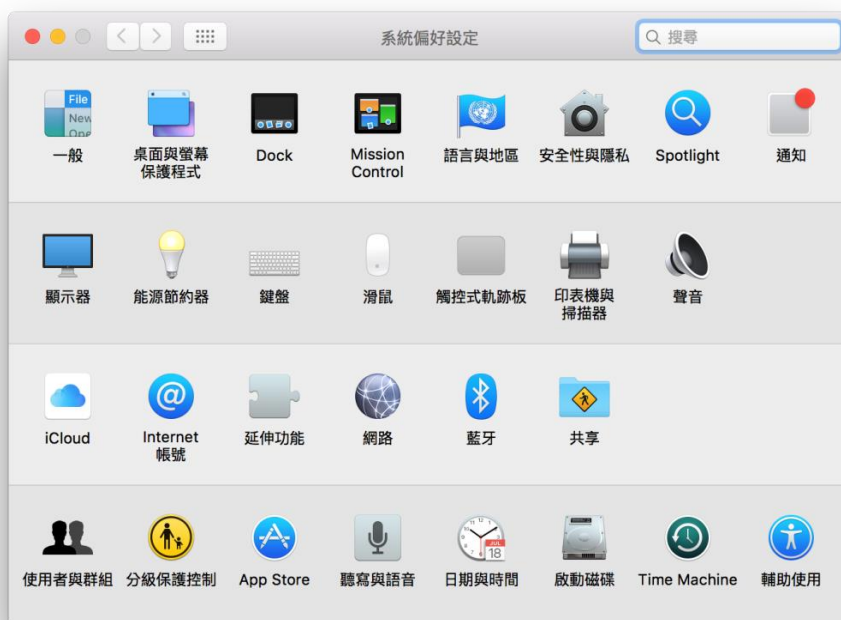 系統偏好設定
搜尋
File
New
Ope
一般
桌面與螢幕
保護程式
Dock
Mission
Control
語言與地區
安全性與隱私
Spotlight
通知
顯示器
能源節約器
鍵盤
滑鼠
觸控式軌跡板
印表機與
掃描器
聲音
iCloud
@
Internet
帳號
延伸功能
網路
藍牙
共享
使用者與群組
分級保護控制
App Store
聽寫與語音
JUL
18
日期與時間
啟動磁碟
Time Machine
輔助使用